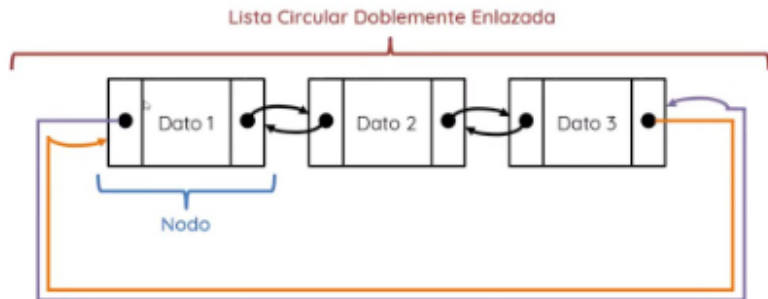 Lista Circular Doblemente Enlazada
Dato 1
Dato 2
Dato 3
Nodo